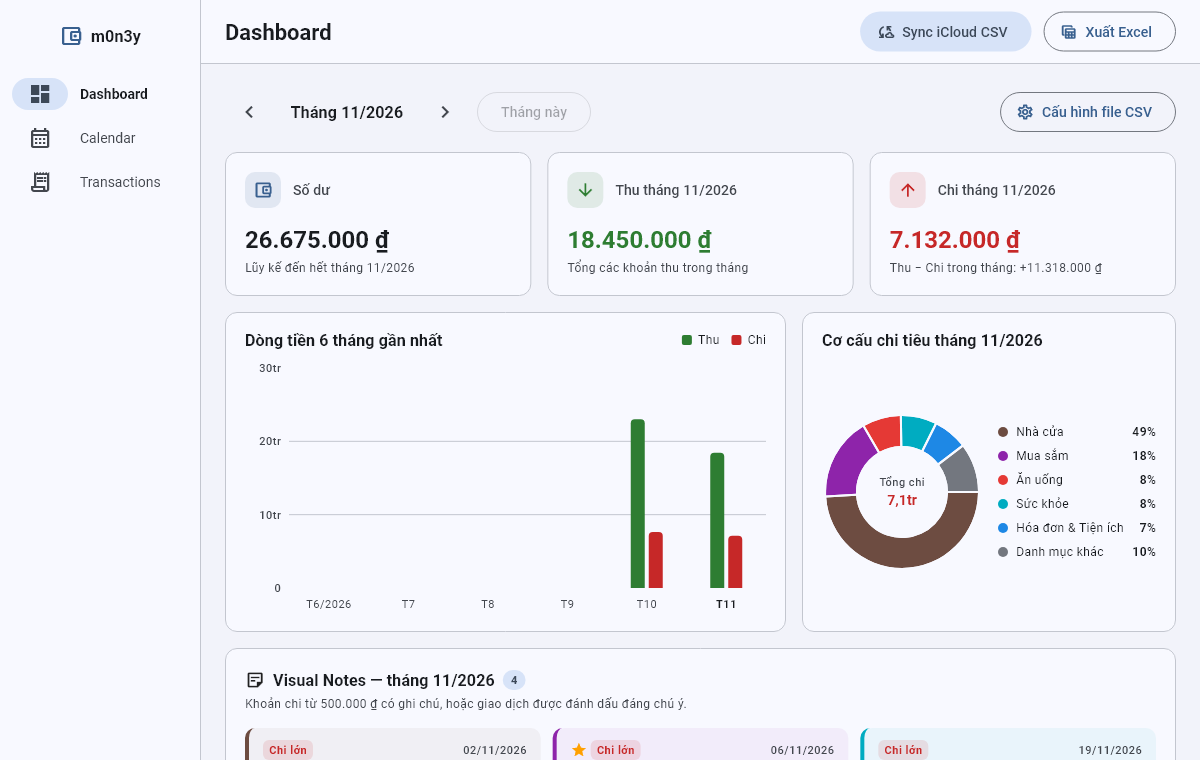 m0n3y
Dashboard
Sync iCloud CSV
Xuất Excel
Dashboard
Calendar
Transactions
Tháng 11/2026
Tháng này
Cấu hình file CSV
Số dư
26.675.000 ₫
Lũy kế đến hết tháng 11/2026
Thu tháng 11/2026
18.450.000 ₫
Tổng các khoản thu trong tháng
Chi tháng 11/2026
7.132.000 ₫
Thu − Chi trong tháng: +11.318.000 ₫
Dòng tiền 6 tháng gần nhất
Thu
Chi
30tr
20tr
10tr
0
T6/2026 T7 T8 T9 T10 T11
Cơ cấu chi tiêu tháng 11/2026
Tổng chi
7,1tr
Nhà cửa 49%
Mua sắm 18%
Ăn uống 8%
Sức khỏe 8%
Hóa đơn & Tiện ích 7%
Danh mục khác 10%
Visual Notes — tháng 11/2026 4
Khoản chi từ 500.000 ₫ có ghi chú, hoặc giao dịch được đánh dấu đáng chú ý.
Chi lớn 02/11/2026
Chi lớn 06/11/2026
Chi lớn 19/11/2026